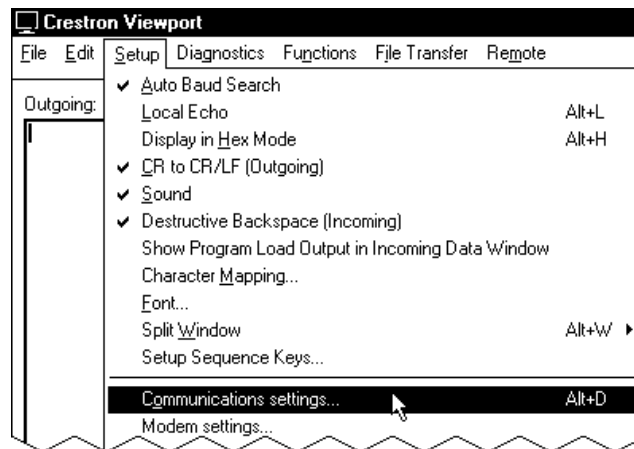 Crestron Viewport
File Edit Setup Diagnostics Functions File Transfer Remote
Auto Baud Search
Outgoing:
Local Echo Alt+L
Display in Hex Mode Alt+H
CR to CR/LF (Outgoing)
Sound
Destructive Backspace (Incoming)
Show Program Load Output in Incoming Data Window
Character Mapping...
Font...
Split Window Alt+W
Setup Sequence Keys...
Communications settings... Alt+D
Modem settings...